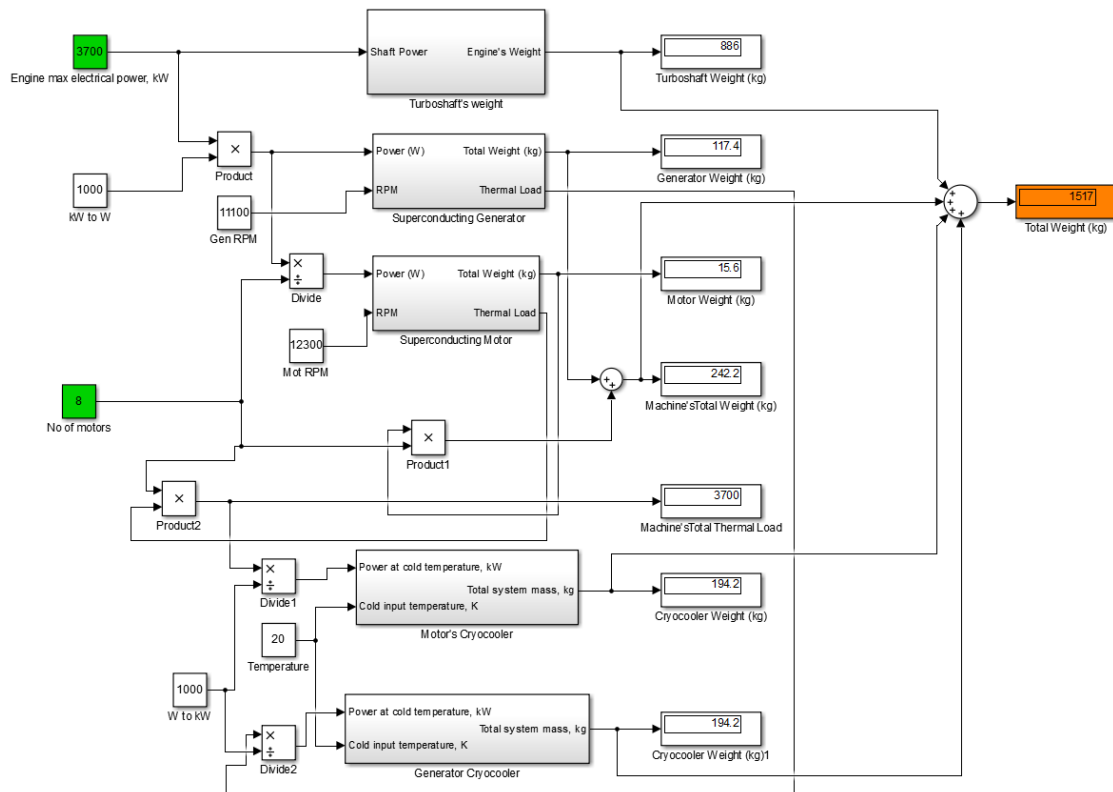 3700
Engine max electrical power, kW
Shaft Power
Engine's Weight
Turboshaft's weight
886
Turboshaft Weight (kg)
×
Product
1000
kW to W
Power (W)
Total Weight (kg)
RPM
Thermal Load
Superconducting Generator
117.4
Generator Weight (kg)
11100
Gen RPM
+
+
+
+
1517
Total Weight (kg)
×
÷
Divide
Power (W)
Total Weight (kg)
RPM
Thermal Load
Superconducting Motor
15.6
Motor Weight (kg)
12300
Mot RPM
+
+
242.2
Machine'sTotal Weight (kg)
8
No of motors
×
Product1
×
Product2
3700
Machine'sTotal Thermal Load
×
÷
Divide1
Power at cold temperature, kW
Total system mass, kg
Cold input temperature, K
Motor's Cryocooler
194.2
Cryocooler Weight (kg)
20
Temperature
1000
W to kW
×
÷
Divide2
Power at cold temperature, kW
Total system mass, kg
Cold input temperature, K
Generator Cryocooler
194.2
Cryocooler Weight (kg)1